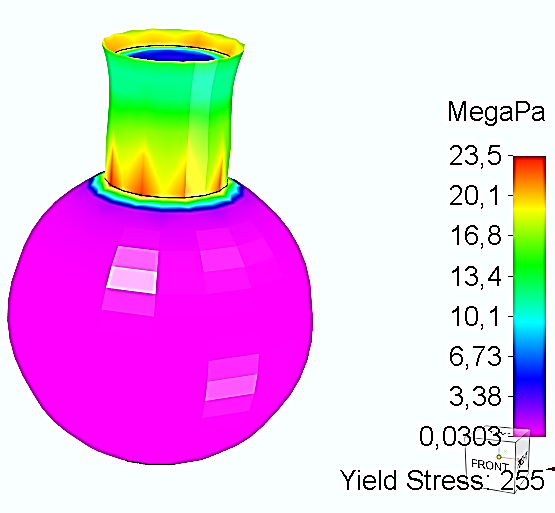 MegaPa
23,5
20,1
16,8
13,4
10,1
6,73
3,38
0,0303
FRONT
Yield Stress: 255